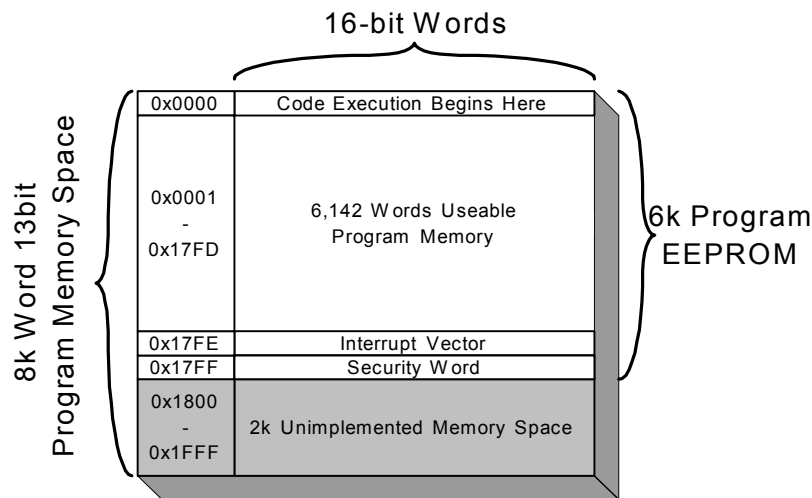 16-bit Words
0x0000
Code Execution Begins Here
0x0001
-
0x17FD
6,142 Words Useable
Program Memory
0x17FE
Interrupt Vector
0x17FF
Security Word
0x1800
-
0x1FFF
2k Unimplemented Memory Space
8k Word 13bit
Program Memory Space
6k Program
EEPROM